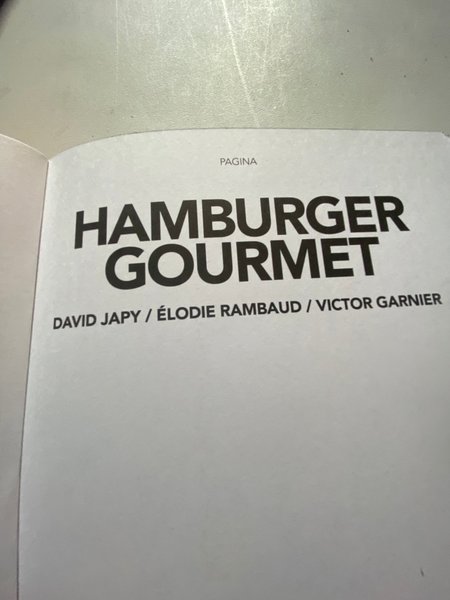 PAGINA
HAMBURGER
GOURMET
DAVID JAPY / ÉLODIE RAMBAUD / VICTOR GARNIER